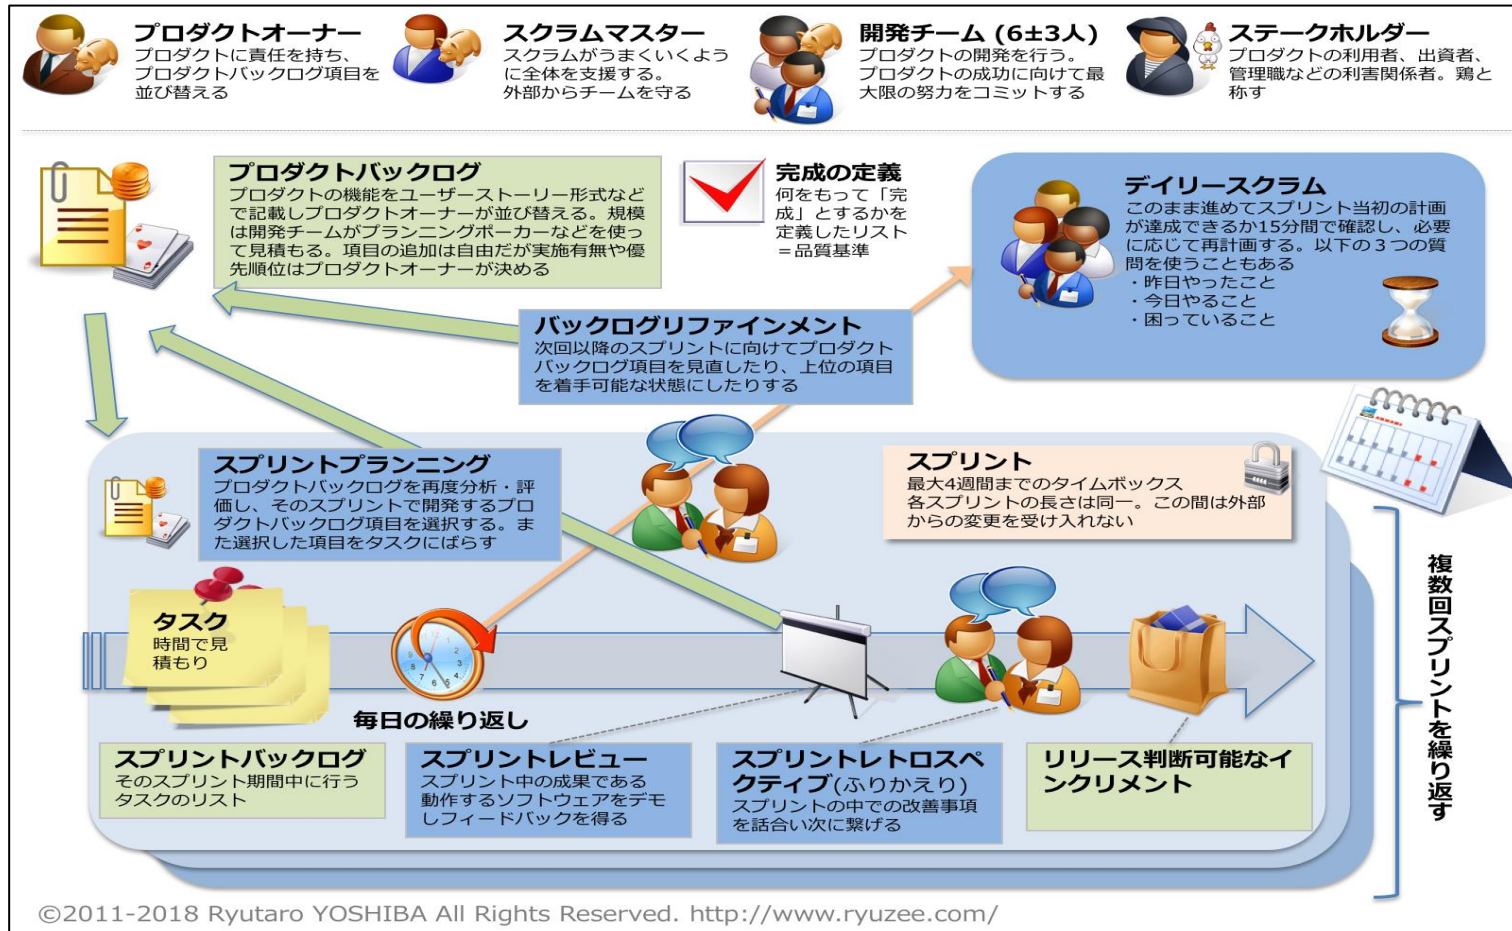 プロダクトオーナー
プロダクトに責任を持ち、
プロダクトバックログ項目を
並び替える
スクラムマスター
スクラムがうまくいくよう
に全体を支援する。
外部からチームを守る
開発チーム (6±3人)
プロダクトの開発を行う。
プロダクトの成功に向けて最
大限の努力をコミットする
ステークホルダー
プロダクトの利用者、出資者、
管理職などの利害関係者。鶏と
称す
プロダクトバックログ
プロダクトの機能をユーザーストーリー形式など
で記載しプロダクトオーナーが並び替える。規模
は開発チームがプランニングポーカーなどを使っ
て見積もる。項目の追加は自由だが実施有無や優
先順位はプロダクトオーナーが決める
完成の定義
何をもって「完
成」とするかを
定義したリスト
＝品質基準
デイリースクラム
このまま進めてスプリント当初の計画
が達成できるか15分間で確認し、必要
に応じて再計画する。以下の３つの質
問を使うこともある
・昨日やったこと
・今日やること
・困っていること
バックログリファインメント
次回以降のスプリントに向けてプロダクト
バックログ項目を見直したり、上位の項目
を着手可能な状態にしたりする
スプリントプランニング
プロダクトバックログを再度分析・評
価し、そのスプリントで開発するプロ
ダクトバックログ項目を選択する。ま
た選択した項目をタスクにばらす
スプリント
最大4週間までのタイムボックス
各スプリントの長さは同一。この間は外部
からの変更を受け入れない
タスク
時間で見
積もり
毎日の繰り返し
複数回スプリントを繰り返す
スプリントバックログ
そのスプリント期間中に行う
タスクのリスト
スプリントレビュー
スプリント中の成果である
動作するソフトウェアをデモ
しフィードバックを得る
スプリントレトロスペ
クティブ(ふりかえり)
スプリントの中での改善事項
を話合い次に繋げる
リリース判断可能なイ
ンクリメント
©2011-2018 Ryutaro YOSHIBA All Rights Reserved. http://www.ryuzee.com/